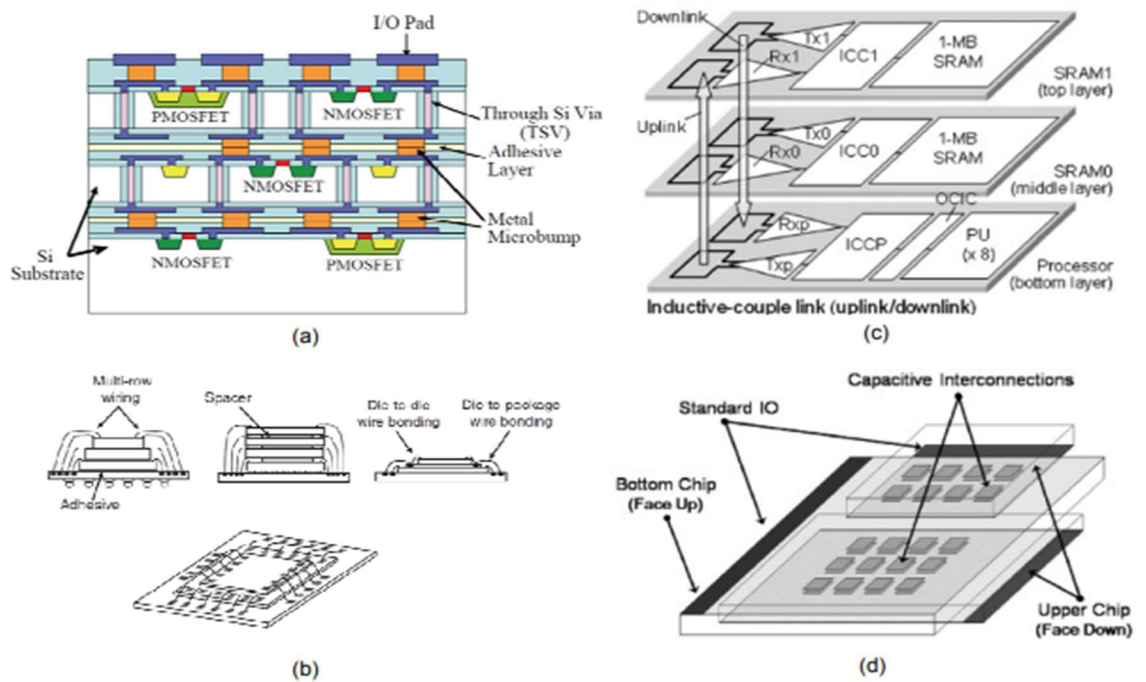 I/O Pad
PMOSFET
NMOSFET
Through Si Via
(TSV)
Adhesive
Layer
NMOSFET
Metal
Microbump
Si
Substrate
NMOSFET
PMOSFET
(a)
Downlink
Tx1
Rx1
ICC1
1-MB
SRAM
SRAM1
(top layer)
Uplink
Tx0
Rx0
ICC0
1-MB
SRAM
SRAM0
(middle layer)
OCIC
Rxp
Txp
ICCP
PU
(x 8)
Processor
(bottom layer)
Inductive-couple link (uplink/downlink)
(c)
Multi-row
wiring
Adhesive
Spacer
Die to die
wire bonding
Die to package
wire bonding
(b)
Capacitive Interconnections
Standard IO
Bottom Chip
(Face Up)
Upper Chip
(Face Down)
(d)